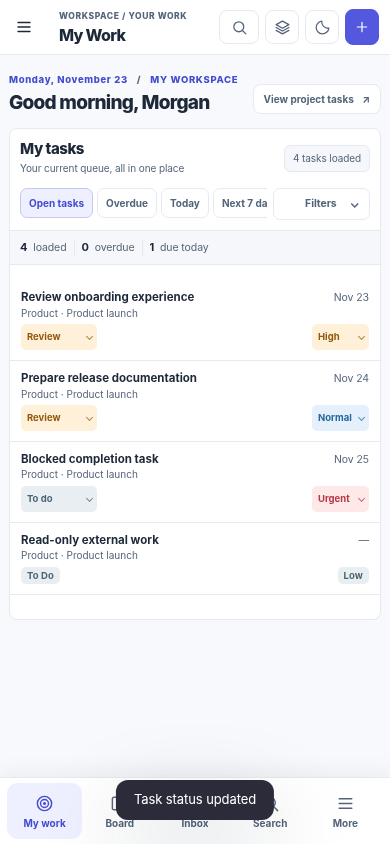 WORKSPACE / YOUR WORK
My Work
Monday, November 23 / MY WORKSPACE
Good morning, Morgan
View project tasks
My tasks
Your current queue, all in one place
4 tasks loaded
Open tasks Overdue Today Next 7 da Filters
4 loaded 0 overdue 1 due today
Review onboarding experience Nov 23
Product · Product launch
Review High
Prepare release documentation Nov 24
Product · Product launch
Review Normal
Blocked completion task Nov 25
Product · Product launch
To do Urgent
Read-only external work —
Product · Product launch
To Do Low
Task status updated
My work Board Inbox Search More